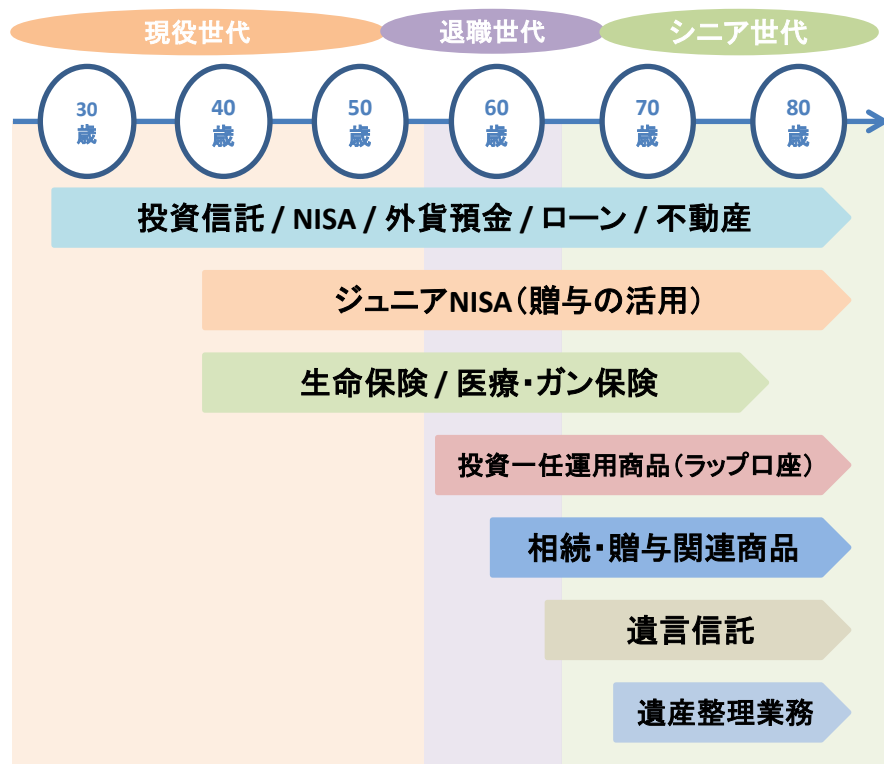 現役世代
退職世代
シニア世代
30
歳
40
歳
50
歳
60
歳
70
歳
80
歳
投資信託 / NISA / 外貨預金 / ローン / 不動産
ジュニアNISA（贈与の活用）
生命保険 / 医療・ガン保険
投資一任運用商品（ラップ口座）
相続・贈与関連商品
遺言信託
遺産整理業務